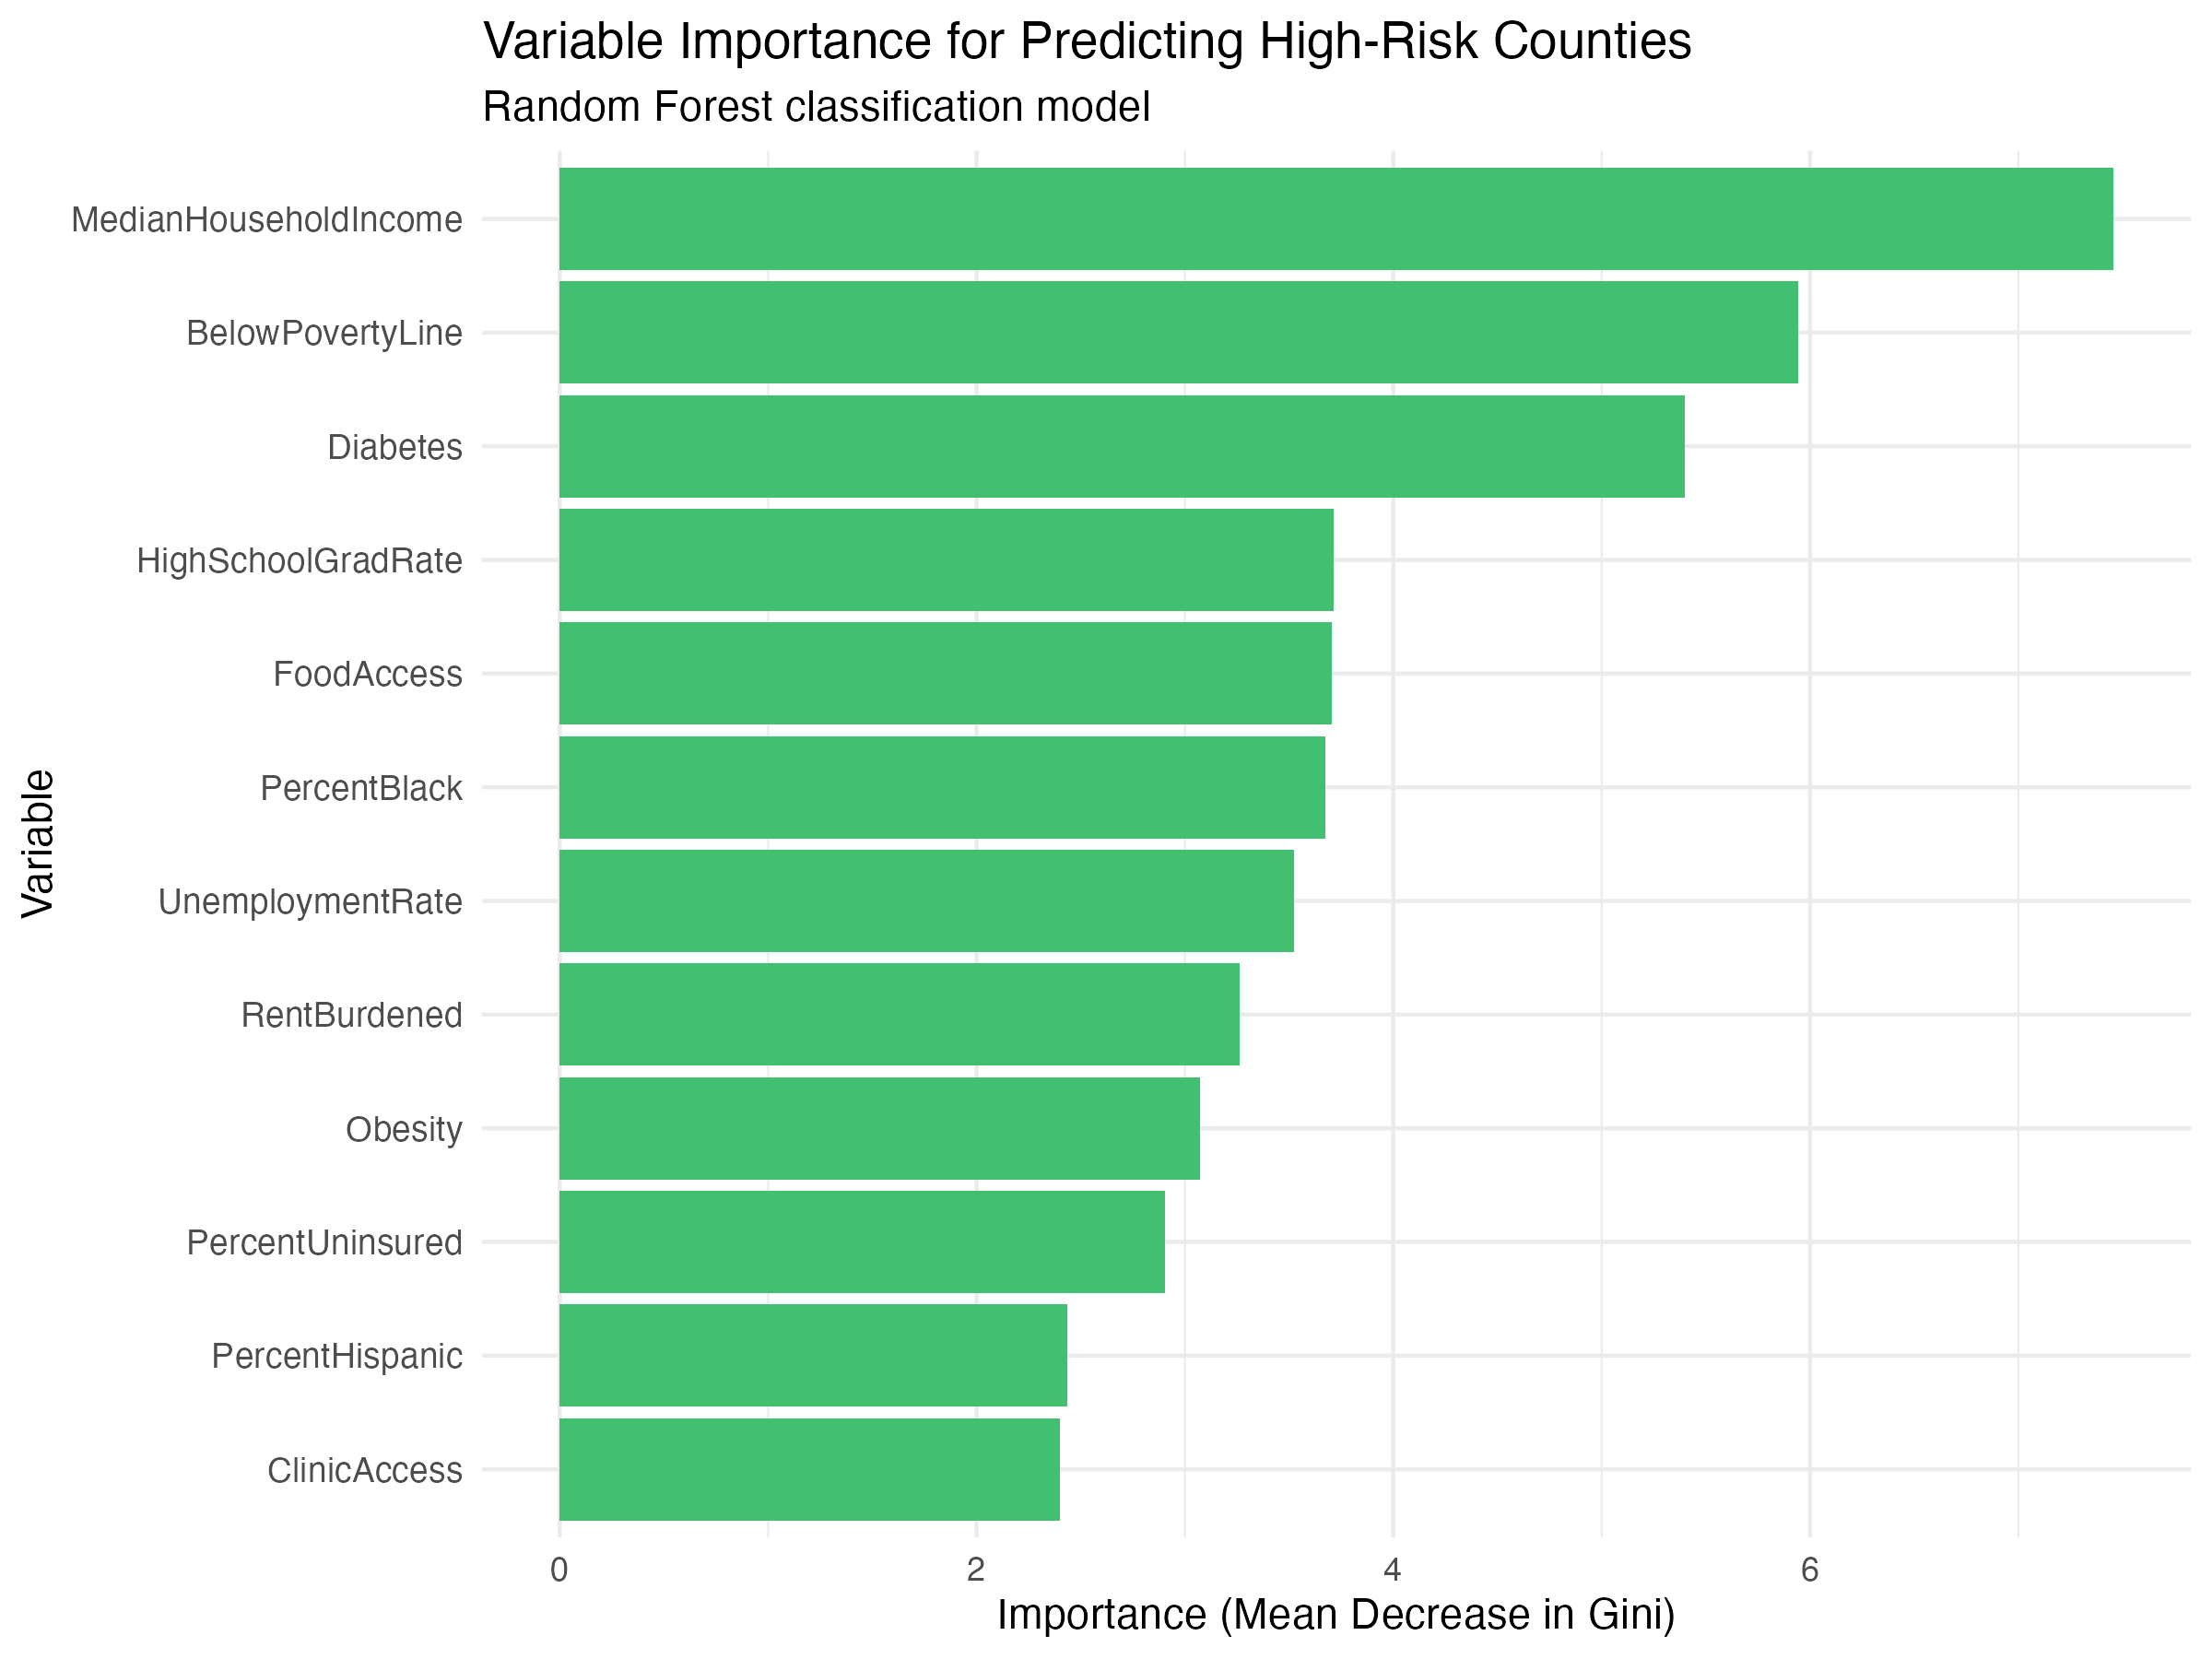 Variable Importance for Predicting High-Risk Counties
Random Forest classification model
MedianHouseholdIncome
BelowPovertyLine
Diabetes
HighSchoolGradRate
FoodAccess
PercentBlack
UnemploymentRate
RentBurdened
Obesity
PercentUninsured
PercentHispanic
ClinicAccess
Variable
0 2 4 6
Importance (Mean Decrease in Gini)